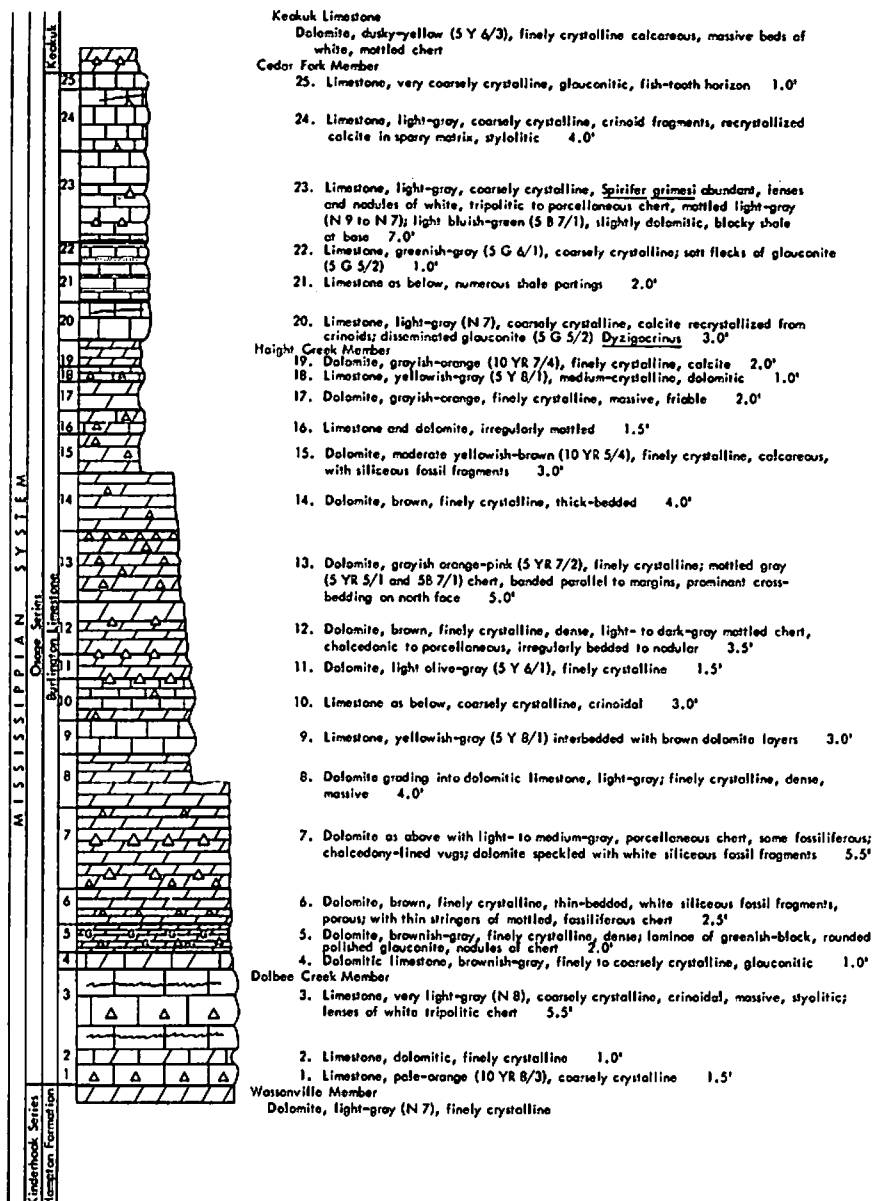 Keokuk Limestone
Dolomite, dusky-yellow (5 Y 6/3), finely crystalline calcareous, massive beds of
white, mottled chert
Cedar Fork Member
25. Limestone, very coarsely crystalline, glauconitic, fish-tooth horizon 1.0'
24. Limestone, light-gray, coarsely crystalline, crinoid fragments, recrystallized
calcite in sparry matrix, stylolitic 4.0'
23. Limestone, light-gray, coarsely crystalline, Spirifer grimesi abundant, lenses
and nodules of white, tripolitic to porcellaneous chert, mottled light-gray
(N 9 to N 7); light bluish-green (5 B 7/1), slightly dolomitic, blocky shale
at base 7.0'
22. Limestone, greenish-gray (5 G 6/1), coarsely crystalline; soft flecks of glauconite
(5 G 5/2) 1.0'
21. Limestone as below, numerous shale partings 2.0'
20. Limestone, light-gray (N 7), coarsely crystalline, calcite recrystallized from
crinoids; disseminated glauconite (5 G 5/2) Dyzigocrinus 3.0'
Haight Creek Member
19. Dolomite, grayish-orange (10 YR 7/4), finely crystalline, calcite 2.0'
18. Limestone, yellowish-gray (5 Y 8/1), medium-crystalline, dolomitic 1.0'
17. Dolomite, grayish-orange, finely crystalline, massive, friable 2.0'
16. Limestone and dolomite, irregularly mottled 1.5'
15. Dolomite, moderate yellowish-brown (10 YR 5/4), finely crystalline, calcareous,
with siliceous fossil fragments 3.0'
14. Dolomite, brown, finely crystalline, thick-bedded 4.0'
13. Dolomite, grayish orange-pink (5 YR 7/2), finely crystalline; mottled gray
(5 YR 5/1 and 5B 7/1) chert, banded parallel to margins, prominant cross-
bedding on north face 5.0'
12. Dolomite, brown, finely crystalline, dense, light- to dark-gray mottled chert,
chalcedonic to porcellaneous, irregularly bedded to nodular 3.5'
11. Dolomite, light olive-gray (5 Y 6/1), finely crystalline 1.5'
10. Limestone as below, coarsely crystalline, crinoidal 3.0'
9. Limestone, yellowish-gray (5 Y 8/1) interbedded with brown dolomite layers 3.0'
8. Dolomite grading into dolomitic limestone, light-gray; finely crystalline, dense,
massive 4.0'
7. Dolomite as above with light- to medium-gray, porcellaneous chert, some fossiliferous;
chalcedony-lined vugs; dolomite speckled with white siliceous fossil fragments 5.5'
6. Dolomite, brown, finely crystalline, thin-bedded, white siliceous fossil fragments,
porous; with thin stringers of mottled, fossiliferous chert 2.5'
5. Dolomite, brownish-gray, finely crystalline, dense; laminae of greenish-black, rounded
polished glauconite, nodules of chert 2.0'
4. Dolomitic limestone, brownish-gray, finely to coarsely crystalline, glauconitic 1.0'
Dolbee Creek Member
3. Limestone, very light-gray (N 8), coarsely crystalline, crinoidal, massive, styolitic;
lenses of white tripolitic chert 5.5'
2. Limestone, dolomitic, finely crystalline 1.0'
1. Limestone, pale-orange (10 YR 8/3), coarsely crystalline 1.5'
Wassonville Member
Dolomite, light-gray (N 7), finely crystalline
MISSISSIPPIAN SYSTEM
Kinderhook Series
Osage Series
Hampton Formation
Burlington Limestone
Keokuk
25
24
23
22
21
20
19
18
17
16
15
14
13
12
11
10
9
8
7
6
5
4
3
2
1